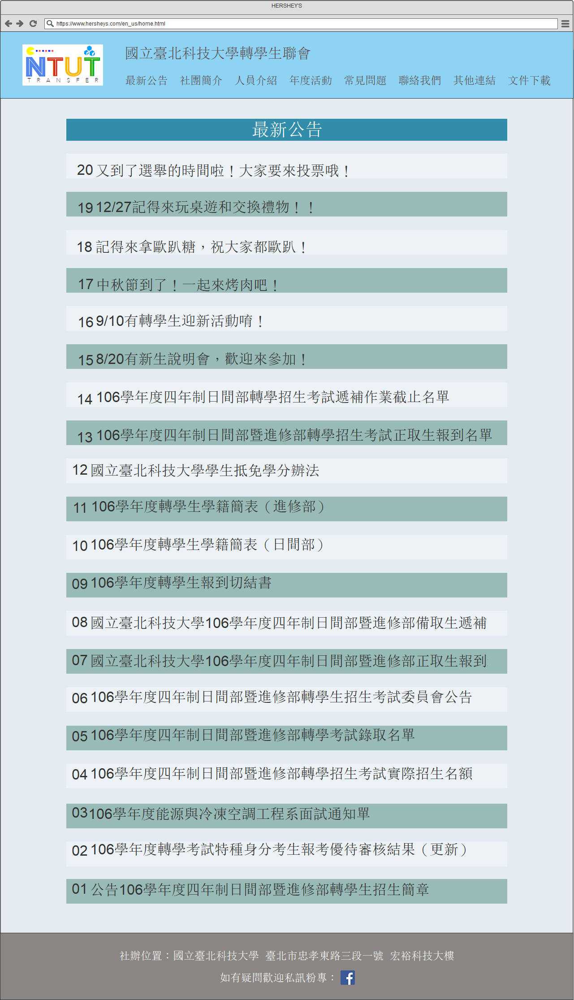 HERSHEY'S
https://www.hersheys.com/en_us/home.html
NTUT
TRANSFER
國立臺北科技大學轉學生聯會
最新公告 社團簡介 人員介紹 年度活動 常見問題 聯絡我們 其他連結 文件下載
最新公告
20 又到了選舉的時間啦！大家要來投票哦！
19 12/27記得來玩桌遊和交換禮物！！
18 記得來拿歐趴糖，祝大家都歐趴！
17 中秋節到了！一起來烤肉吧！
16 9/10有轉學生迎新活動唷！
15 8/20有新生說明會，歡迎來參加！
14 106學年度四年制日間部轉學招生考試遞補作業截止名單
13 106學年度四年制日間部暨進修部轉學招生考試正取生報到名單
12 國立臺北科技大學學生抵免學分辦法
11 106學年度轉學生學籍簡表（進修部）
10 106學年度轉學生學籍簡表（日間部）
09 106學年度轉學生報到切結書
08 國立臺北科技大學106學年度四年制日間部暨進修部備取生遞補
07 國立臺北科技大學106學年度四年制日間部暨進修部正取生報到
06 106學年度四年制日間部暨進修部轉學生招生考試委員會公告
05 106學年度四年制日間部暨進修部轉學考試錄取名單
04 106學年度四年制日間部暨進修部轉學招生考試實際招生名額
03 106學年度能源與冷凍空調工程系面試通知單
02 106學年度轉學考試特種身分考生報考優待審核結果（更新）
01 公告106學年度四年制日間部暨進修部轉學生招生簡章
社辦位置：國立臺北科技大學 臺北市忠孝東路三段一號 宏裕科技大樓
如有疑問歡迎私訊粉專：